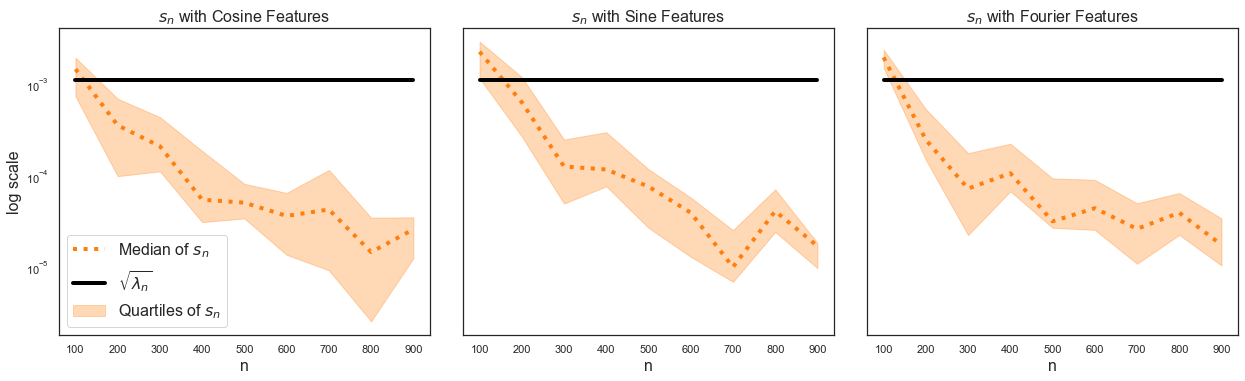 $s_n$ with Cosine Features
$s_n$ with Sine Features
$s_n$ with Fourier Features
log scale
$10^{-3}$
$10^{-4}$
$10^{-5}$
Median of $s_n$
$\sqrt{\lambda_n}$
Quartiles of $s_n$
100 200 300 400 500 600 700 800 900
100 200 300 400 500 600 700 800 900
100 200 300 400 500 600 700 800 900
n
n
n